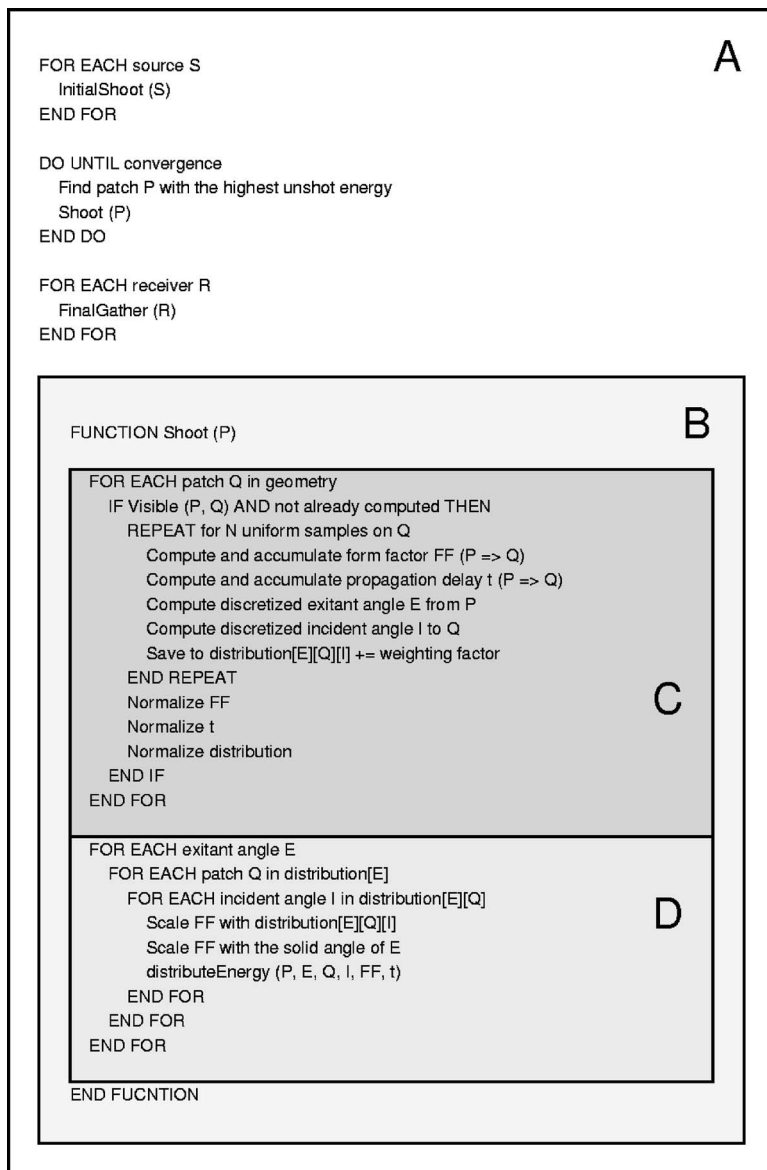 A
FOR EACH source S
InitialShoot (S)
END FOR
DO UNTIL convergence
Find patch P with the highest unshot energy
Shoot (P)
END DO
FOR EACH receiver R
FinalGather (R)
END FOR
B
FUNCTION Shoot (P)
FOR EACH patch Q in geometry
IF Visible (P, Q) AND not already computed THEN
REPEAT for N uniform samples on Q
Compute and accumulate form factor FF (P => Q)
Compute and accumulate propagation delay t (P => Q)
Compute discretized exitant angle E from P
Compute discretized incident angle I to Q
Save to distribution[E][Q][I] += weighting factor
END REPEAT
C
Normalize FF
Normalize t
Normalize distribution
END IF
END FOR
FOR EACH exitant angle E
FOR EACH patch Q in distribution[E]
FOR EACH incident angle I in distribution[E][Q]
D
Scale FF with distribution[E][Q][I]
Scale FF with the solid angle of E
distributeEnergy (P, E, Q, I, FF, t)
END FOR
END FOR
END FOR
END FUCNTION